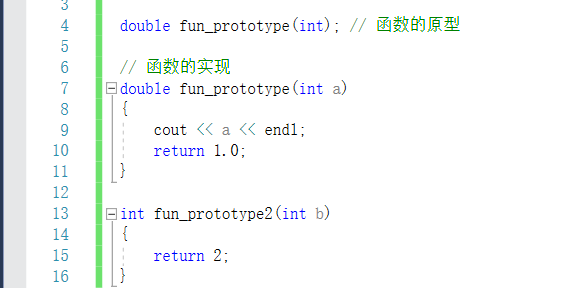 3
4 double fun_prototype(int); // 函数的原型
5
6 // 函数的实现
7 double fun_prototype(int a)
8 {
9 cout << a << endl;
10 return 1.0;
11 }
12
13 int fun_prototype2(int b)
14 {
15 return 2;
16 }